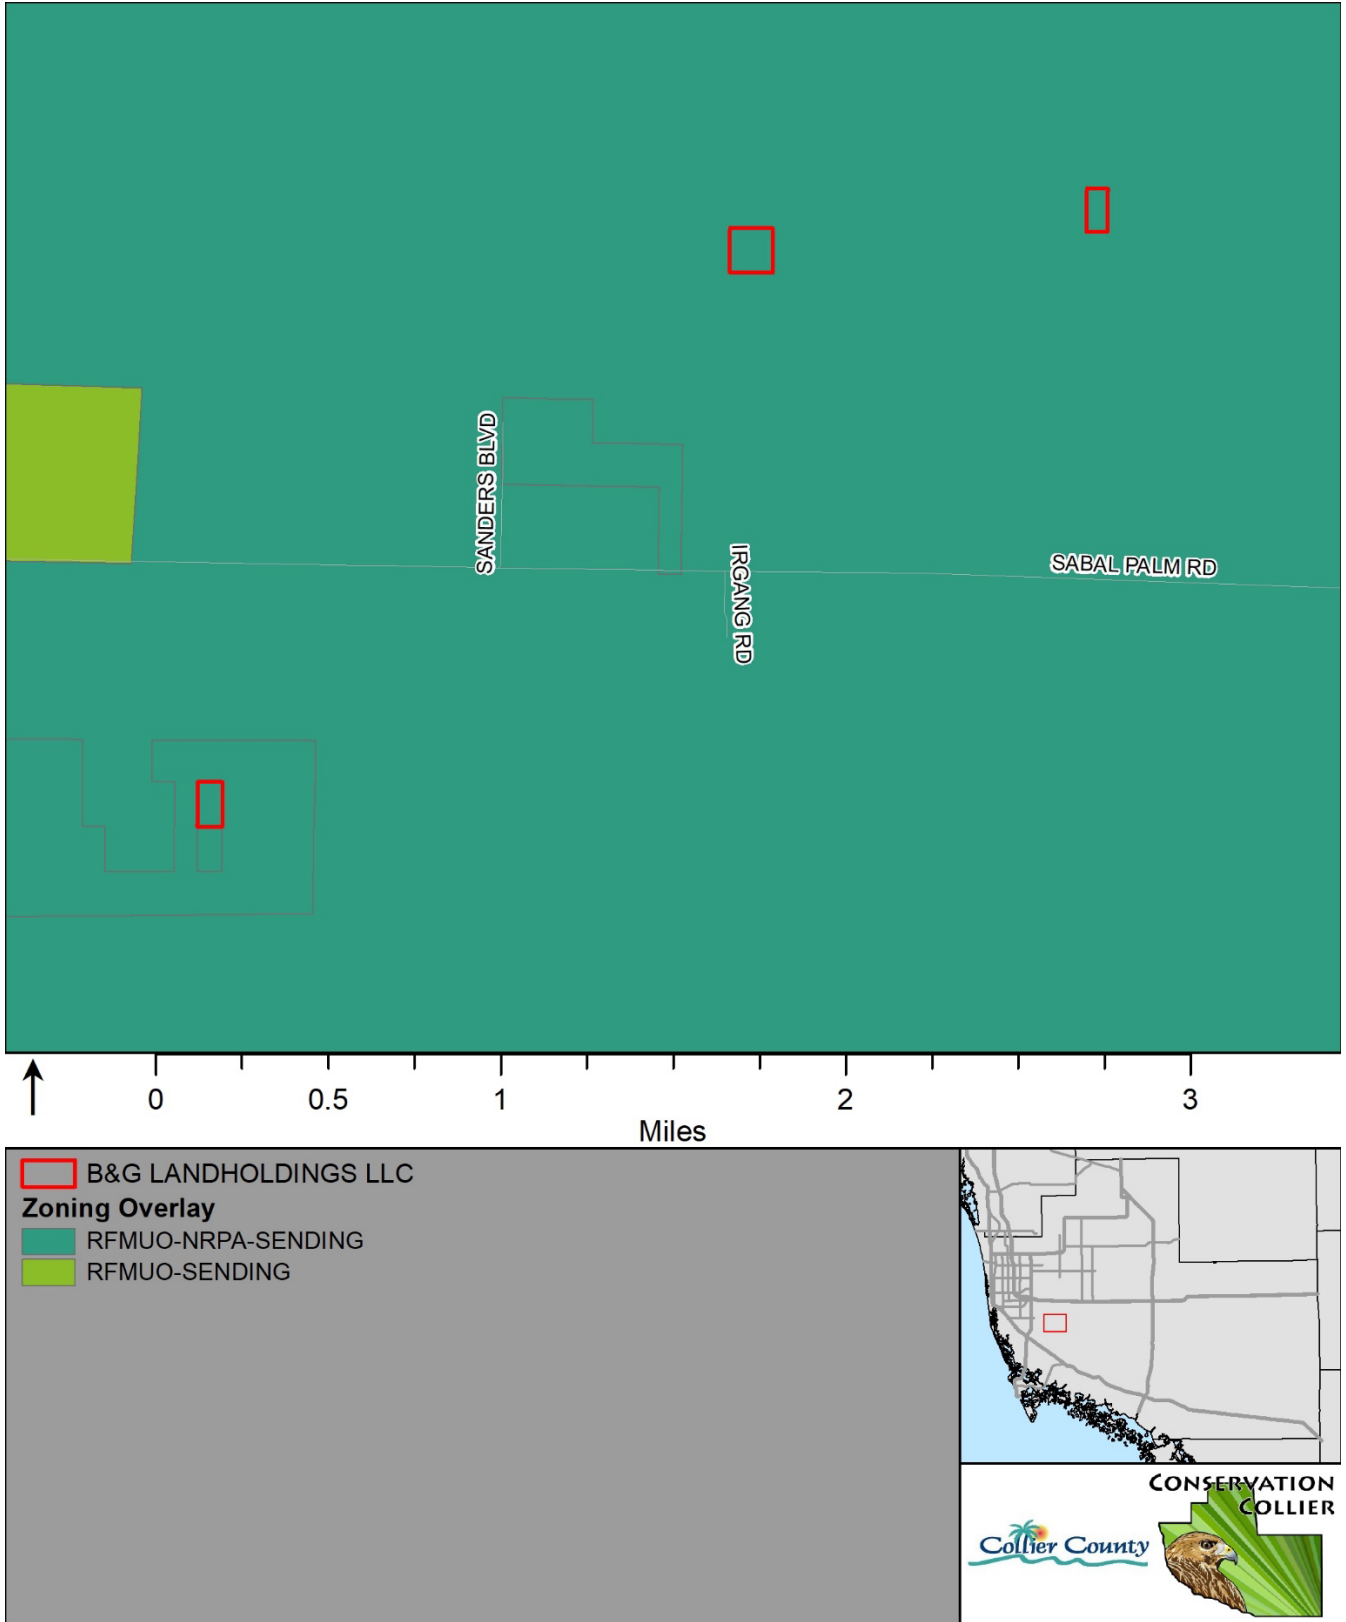 SANDERS BLVD
IRGANG RD
SABAL PALM RD
0 0.5 1 2 3
Miles
B&G LANDHOLDINGS LLC
Zoning Overlay
RFMUO-NRPA-SENDING
RFMUO-SENDING
CONSERVATION
COLLIER
Collier County